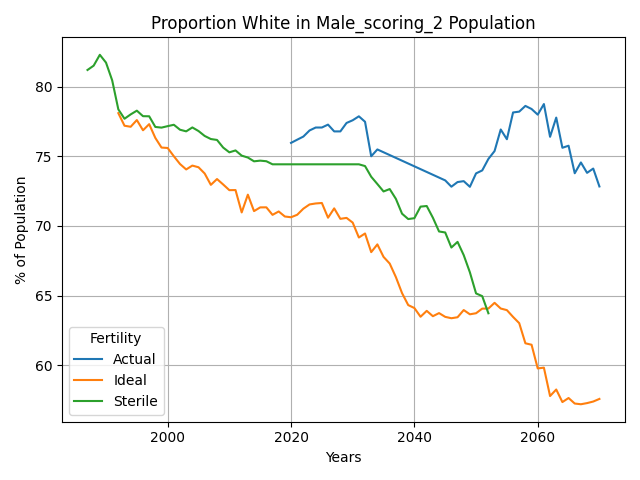 Proportion White in Male_scoring_2 Population
% of Population
80
75
70
65
60
Fertility
Actual
Ideal
Sterile
2000
2020
2040
2060
Years